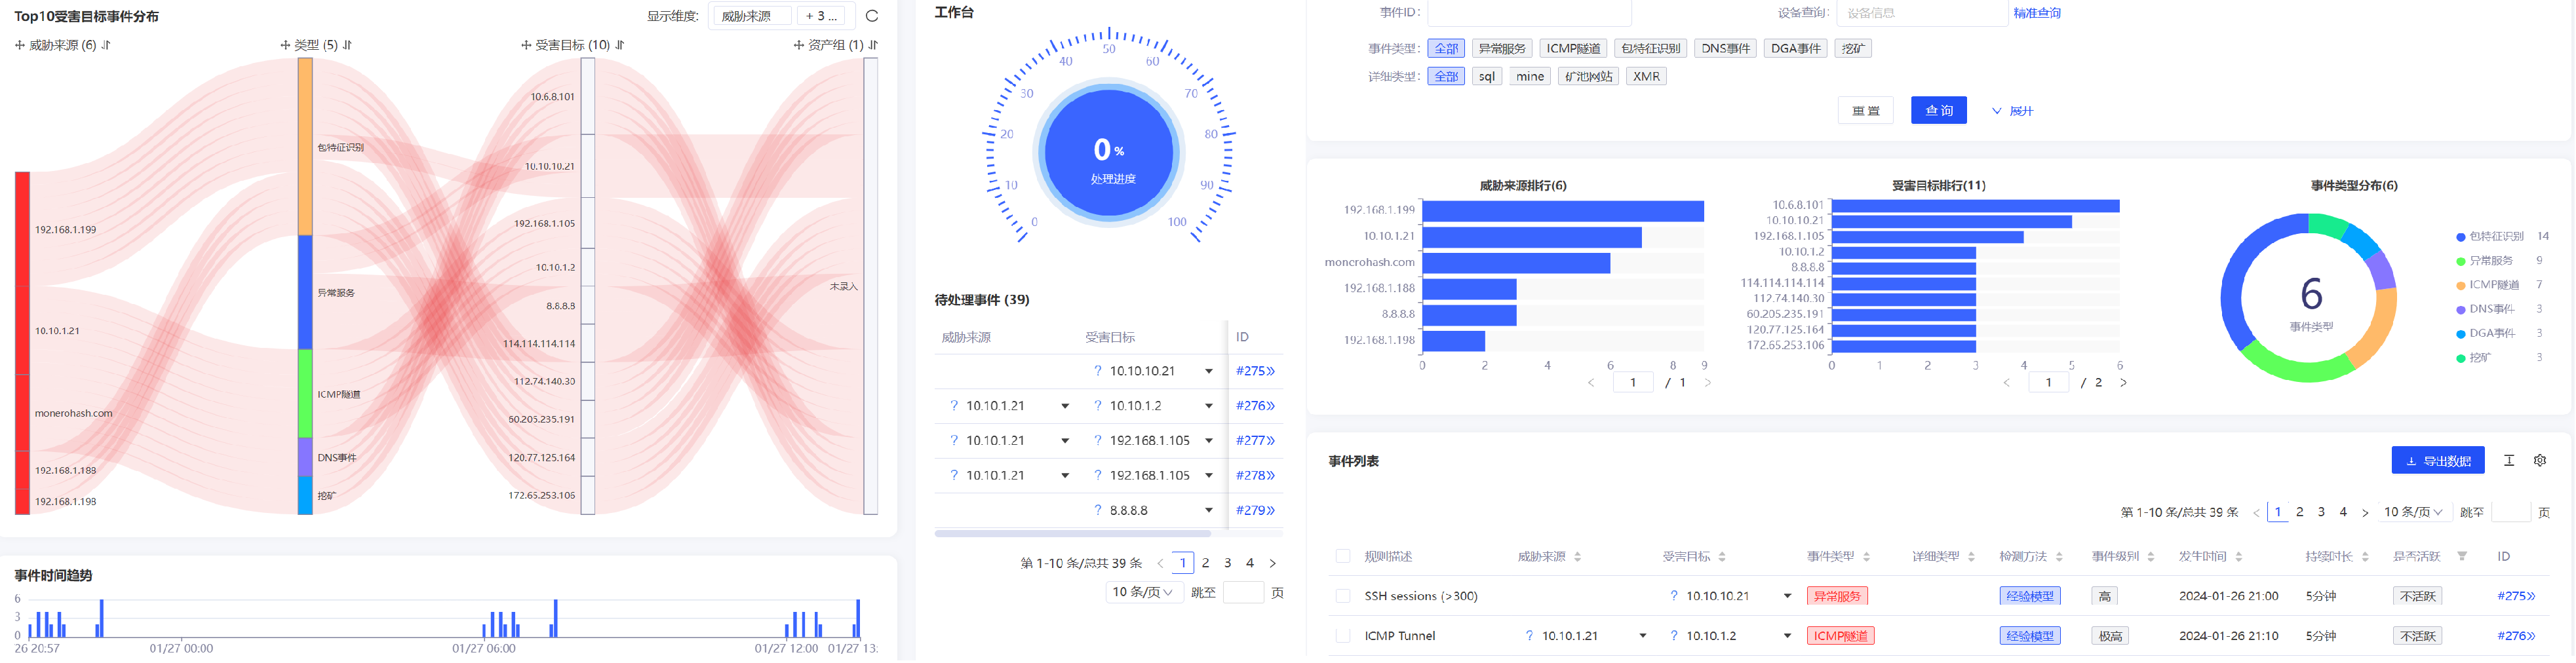 Top10受害目标事件分布
显示维度: 威胁来源 + 3 ...
威胁来源 (6) 类型 (5) 受害目标 (10) 资产组 (1)
192.168.1.199
10.10.1.21
monerohash.com
192.168.1.188
192.168.1.198
包特征识别
异常服务
ICMP隧道
DNS事件
挖矿
10.6.8.101
10.10.10.21
192.168.1.105
10.10.1.2
8.8.8.8
114.114.114.114
112.74.140.30
60.205.235.191
120.77.125.164
172.65.253.106
未录入
事件时间趋势
6
3
0
26 20:57 01/27 00:00 01/27 06:00 01/27 12:00 01/27 13:
工作台
0 10 20 30 40 50 60 70 80 90 100
0 %
处理进度
待处理事件 (39)
威胁来源 受害目标 ID
? 10.10.10.21 #275
? 10.10.1.21 ? 10.10.1.2 #276
? 10.10.1.21 ? 192.168.1.105 #277
? 10.10.1.21 ? 192.168.1.105 #278
? 8.8.8.8 #279
第 1-10 条/总共 39 条 < 1 2 3 4 >
10 条/页 跳至 页
事件ID: 设备查询: 设备信息 精准查询
事件类型: 全部 异常服务 ICMP隧道 包特征识别 DNS事件 DGA事件 挖矿
详细类型: 全部 sql mine 矿池网站 XMR
重 置 查 询 展开
威胁来源排行(6)
192.168.1.199
10.10.1.21
monerohash.com
192.168.1.188
8.8.8.8
192.168.1.198
0 2 4 6 8 9
< 1 / 1 >
受害目标排行(11)
10.6.8.101
10.10.10.21
192.168.1.105
10.10.1.2
8.8.8.8
114.114.114.114
112.74.140.30
60.205.235.191
120.77.125.164
172.65.253.106
0 1 2 3 4 5 6
< 1 / 2 >
事件类型分布(6)
6
事件类型
包特征识别 14
异常服务 9
ICMP隧道 7
DNS事件 3
DGA事件 3
挖矿 3
事件列表
导出数据
第 1-10 条/总共 39 条 < 1 2 3 4 > 10 条/页 跳至 页
规则描述 威胁来源 受害目标 事件类型 详细类型 检测方法 事件级别 发生时间 持续时长 是否活跃 ID
SSH sessions (>300) ? 10.10.10.21 异常服务 经验模型 高 2024-01-26 21:00 5分钟 不活跃 #275
ICMP Tunnel ? 10.10.1.21 ? 10.10.1.2 ICMP隧道 经验模型 极高 2024-01-26 21:10 5分钟 不活跃 #276